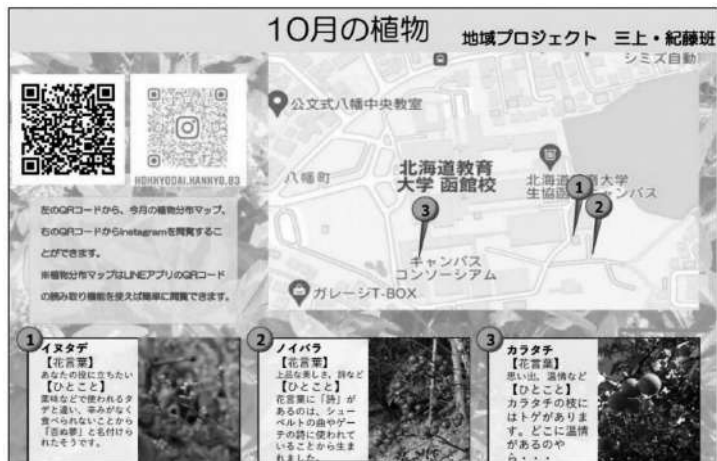 10月の植物
地域プロジェクト 三上・紀藤班
HOKKYODAI.HANKYO.83
左のQRコードから、今月の植物分布マップ。
右のQRコードからInstagramを閲覧するこ
とができます。
※植物分布マップはLINEアプリのQRコード
の読み取り機能を使えば簡単に閲覧できます。
シミズ自動
公文式八幡中央教室
八幡町
北海道教育
大学 函館校
北海道 育大学
生協函 キャンパス
1
2
3
キャンパス
コンソーシアム
ガレージT-BOX
1
イヌタデ
【花言葉】
あなたの役に立ちたい
【ひとこと】
薬味などで使われるタ
デと違い、辛みがなく
食べられないことから
と名付けら
れたそうです。
2
ノイバラ
【花言葉】
上品な美しさ、詩など
【ひとこと】
花言葉に「詩」が
あるのは、シュー
ベルトの曲やゲー
テの詩に使われて
いることから生ま
れました。
3
カラタチ
【花言葉】
思い出、温情など
【ひとこと】
カラタチの枝に
はトゲがありま
す。どこに温情
があるのや
ら・・・